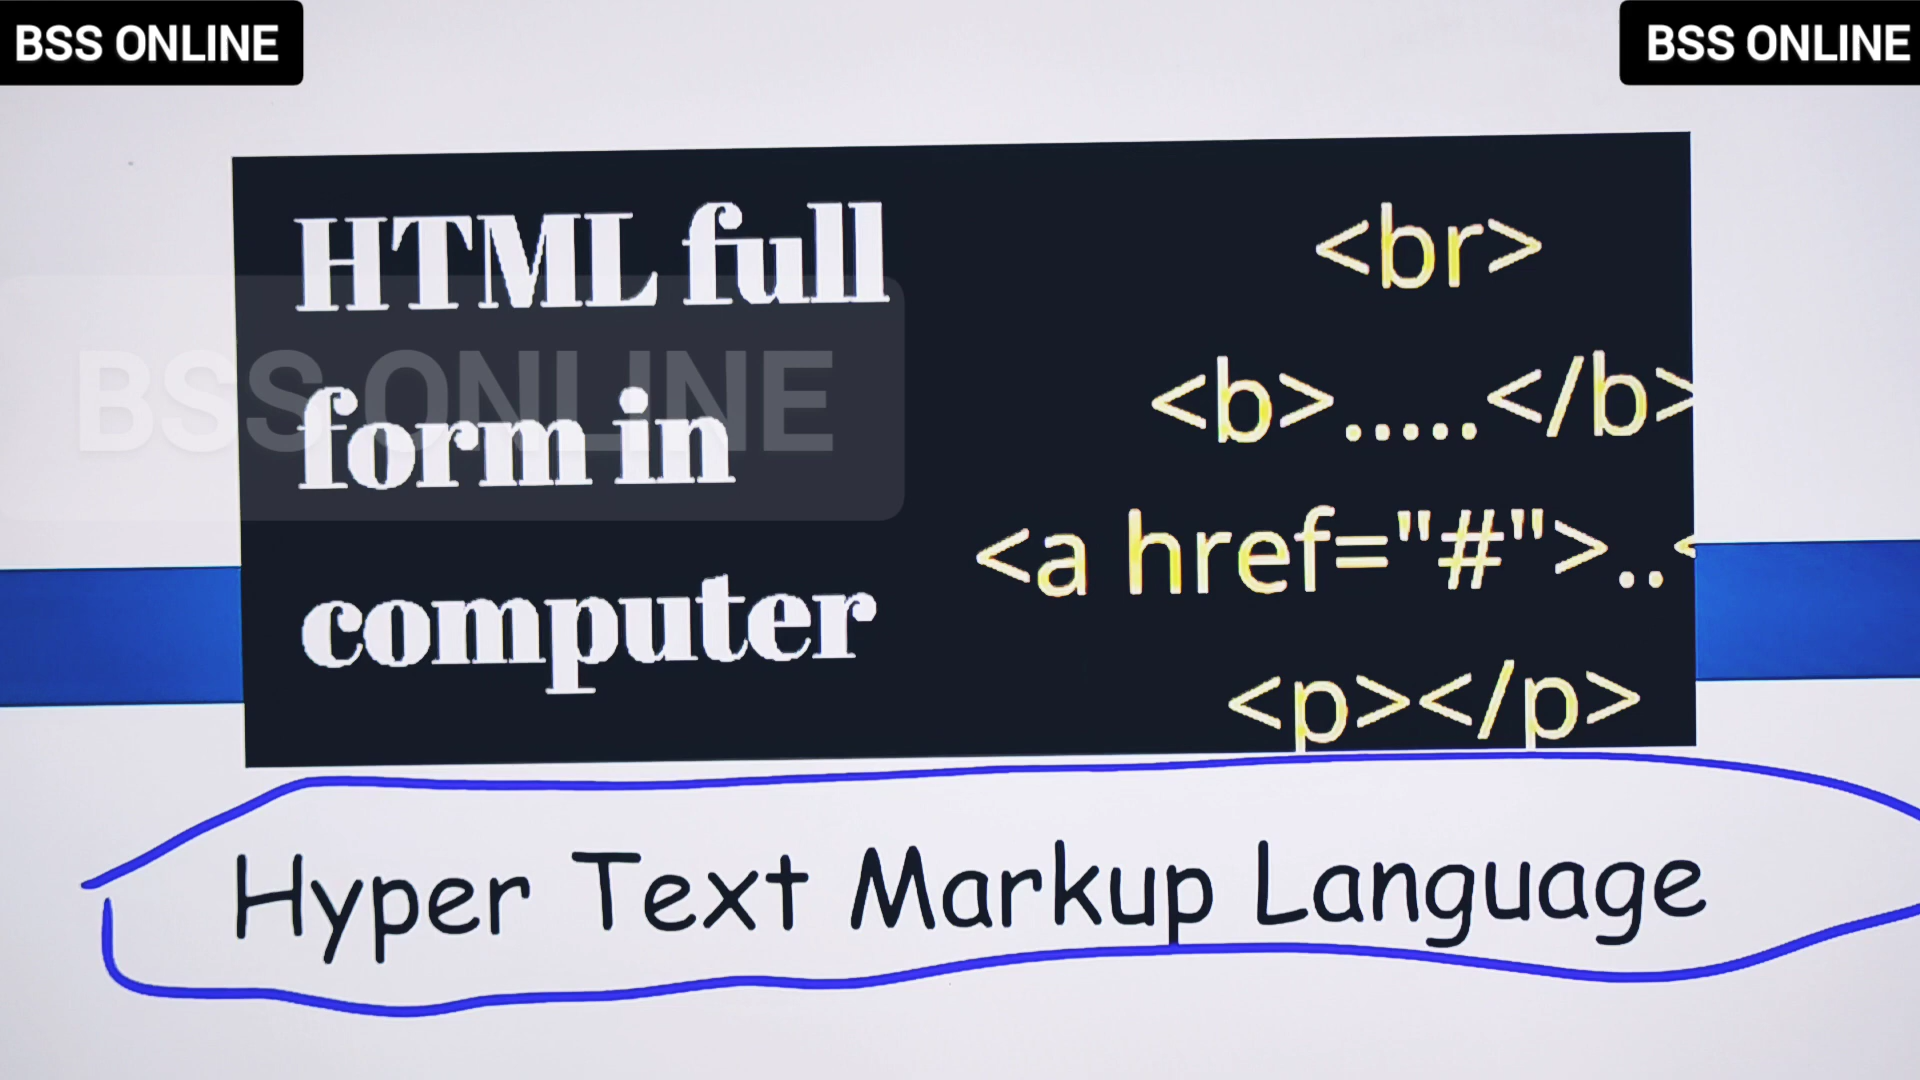 BSS ONLINE
BSS ONLINE
HTML full
form in
computer
BSS ONLINE
<br>
<b>.....</b>
<a href="#">..<
<p></p>
Hyper Text Markup Language